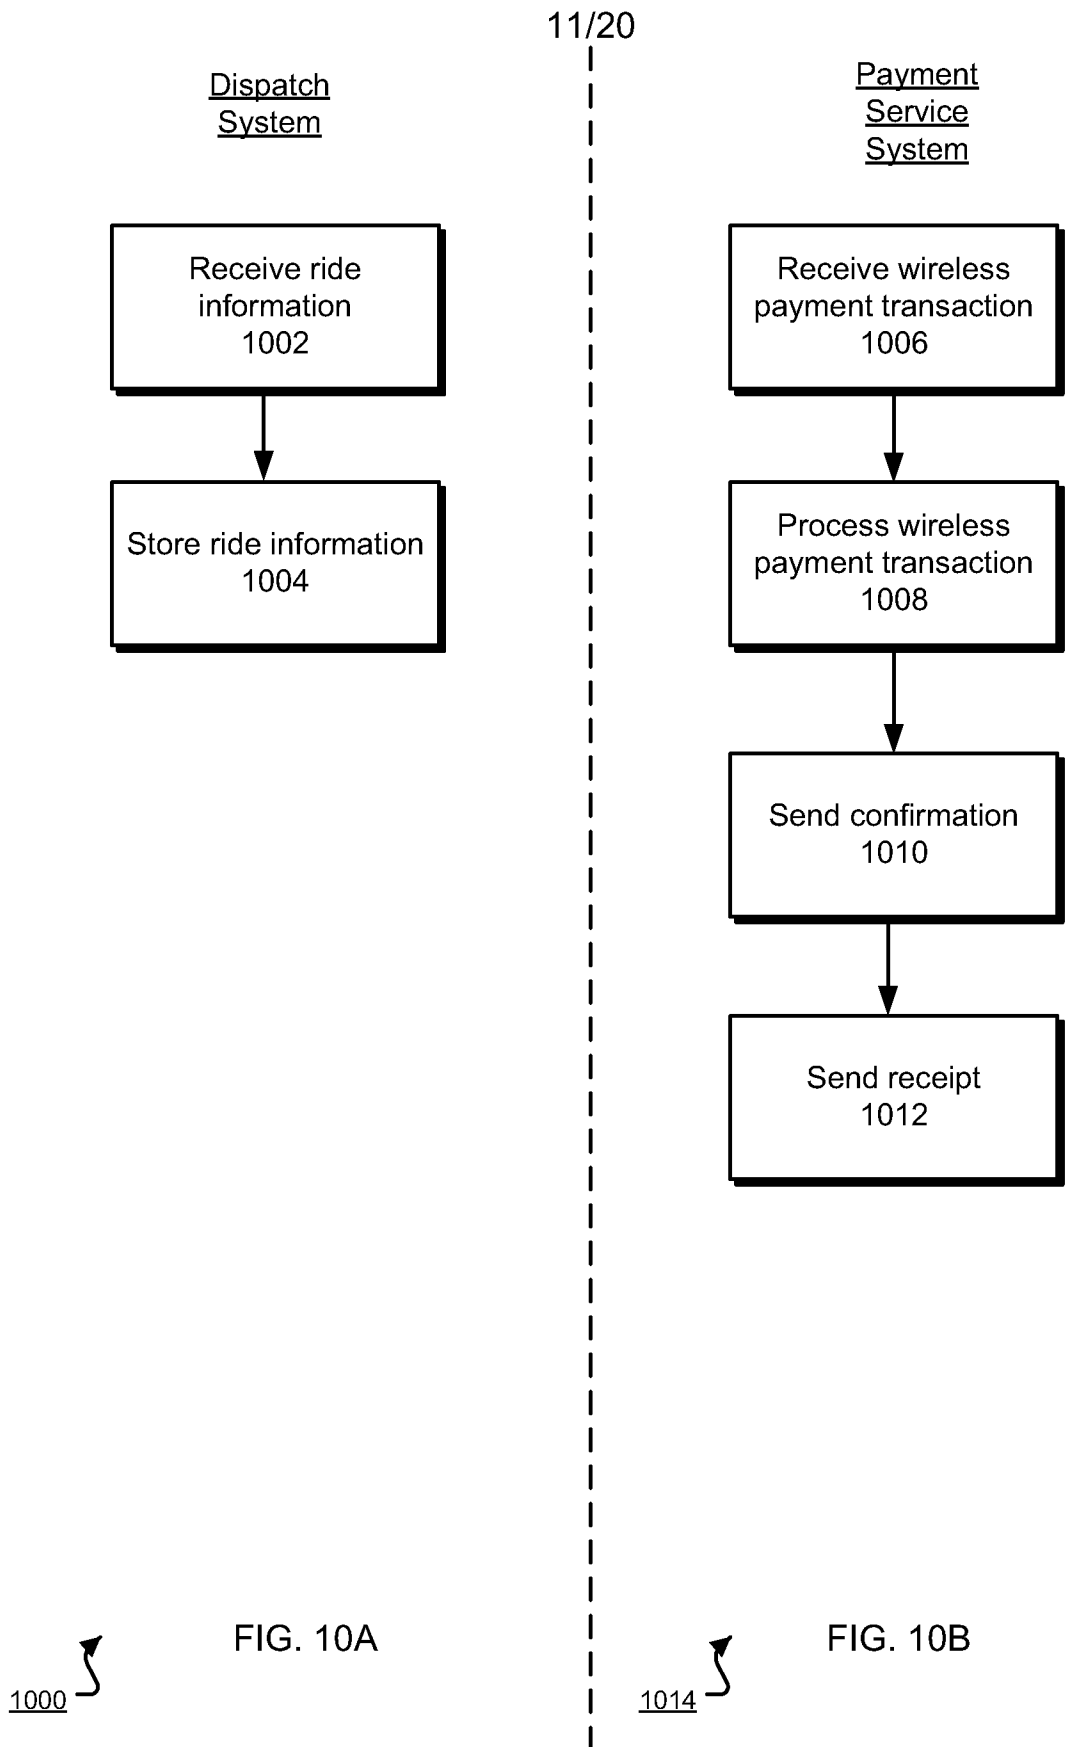 11/20
Dispatch
System
Receive ride
information
1002
Store ride information
1004
FIG. 10A
1000
Payment
Service
System
Receive wireless
payment transaction
1006
Process wireless
payment transaction
1008
Send confirmation
1010
Send receipt
1012
FIG. 10B
1014